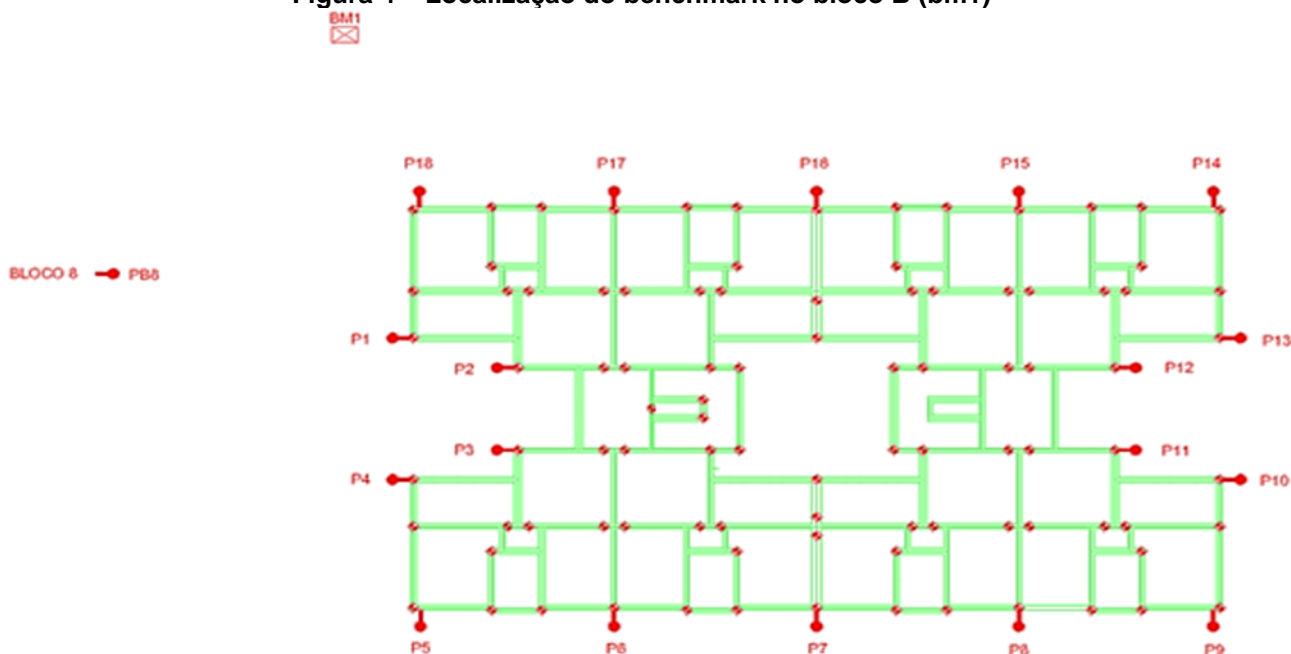 Figura – Localização do benchmark no bloco (bm1)
BM1
P18 P17 P16 P15 P14
BLOCO 8 PB8
P1 P13
P2 P12
P3 P11
P4 P10
P5 P6 P7 P8 P9